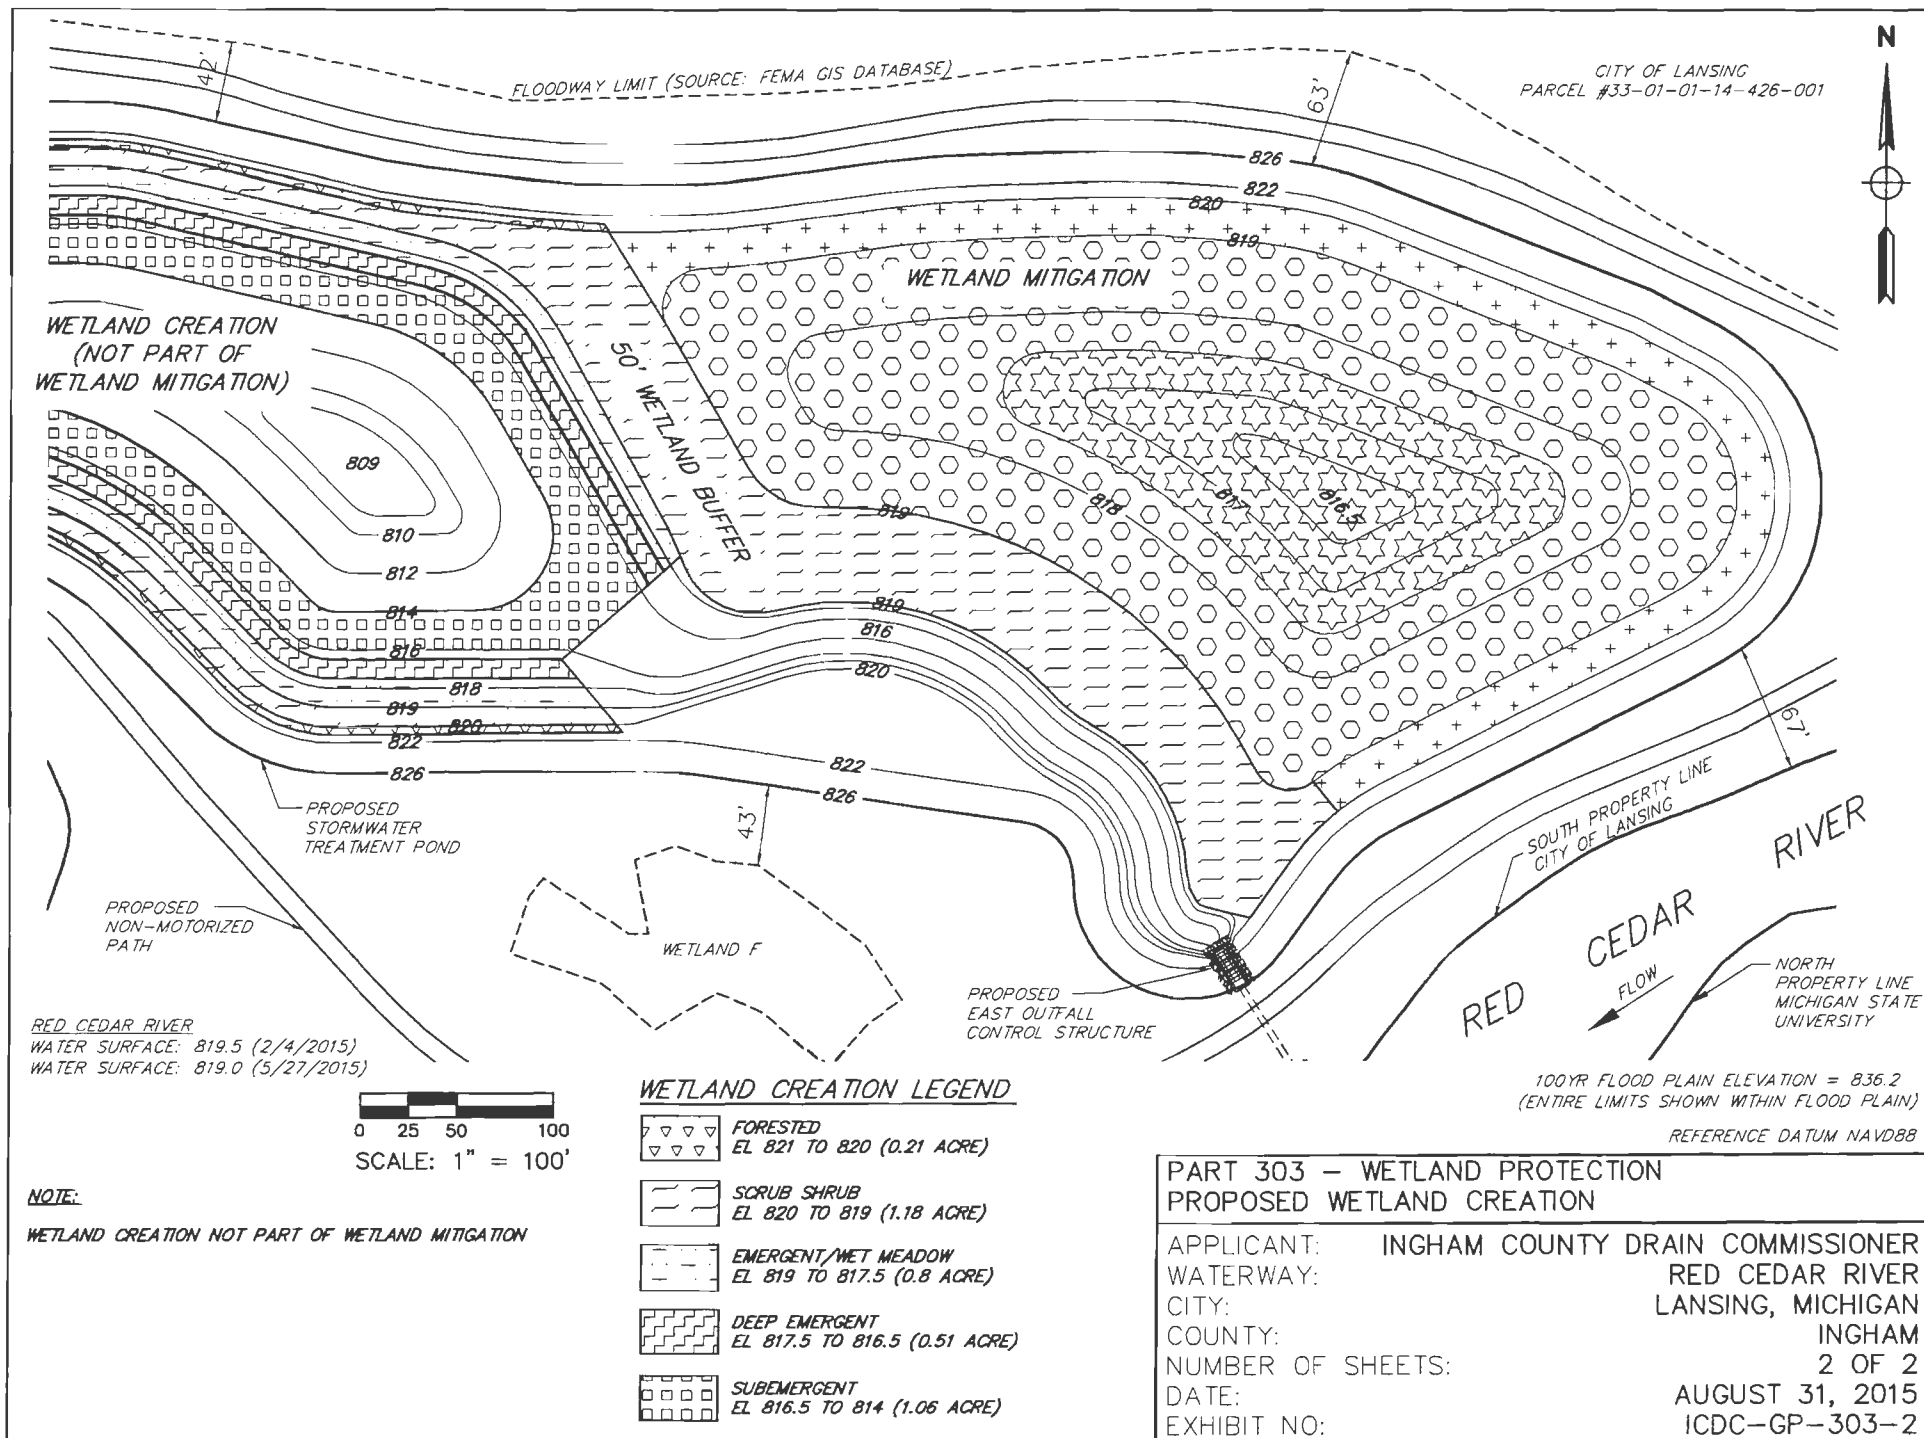 N
CITY OF LANSING
PARCEL #33-01-01-14-426-001
42'
FLOODWAY LIMIT (SOURCE: FEMA GIS DATABASE)
63'
826
822
820
819
WETLAND MITIGATION
WETLAND CREATION
(NOT PART OF
WETLAND MITIGATION)
50' WETLAND BUFFER
809
810
812
814
816
818
819
820
822
826
819
818
817
816.5
819
816
820
822
826
67'
43'
PROPOSED
STORMWATER
TREATMENT POND
SOUTH PROPERTY LINE
CITY OF LANSING
RED CEDAR RIVER
FLOW
PROPOSED
NON-MOTORIZED
PATH
WETLAND F
PROPOSED
EAST OUTFALL
CONTROL STRUCTURE
NORTH
PROPERTY LINE
MICHIGAN STATE
UNIVERSITY
RED CEDAR RIVER
WATER SURFACE: 819.5 (2/4/2015)
WATER SURFACE: 819.0 (5/27/2015)
0 25 50 100
SCALE: 1" = 100'
NOTE:
WETLAND CREATION NOT PART OF WETLAND MITIGATION
WETLAND CREATION LEGEND
FORESTED
EL 821 TO 820 (0.21 ACRE)
SCRUB SHRUB
EL 820 TO 819 (1.18 ACRE)
EMERGENT/WET MEADOW
EL 819 TO 817.5 (0.8 ACRE)
DEEP EMERGENT
EL 817.5 TO 816.5 (0.51 ACRE)
SUBEMERGENT
EL 816.5 TO 814 (1.06 ACRE)
100YR FLOOD PLAIN ELEVATION = 836.2
(ENTIRE LIMITS SHOWN WITHIN FLOOD PLAIN)
REFERENCE DATUM NAVD88
PART 303 - WETLAND PROTECTION
PROPOSED WETLAND CREATION
APPLICANT: INGHAM COUNTY DRAIN COMMISSIONER
WATERWAY: RED CEDAR RIVER
CITY: LANSING, MICHIGAN
COUNTY: INGHAM
NUMBER OF SHEETS: 2 OF 2
DATE: AUGUST 31, 2015
EXHIBIT NO: ICDC-GP-303-2